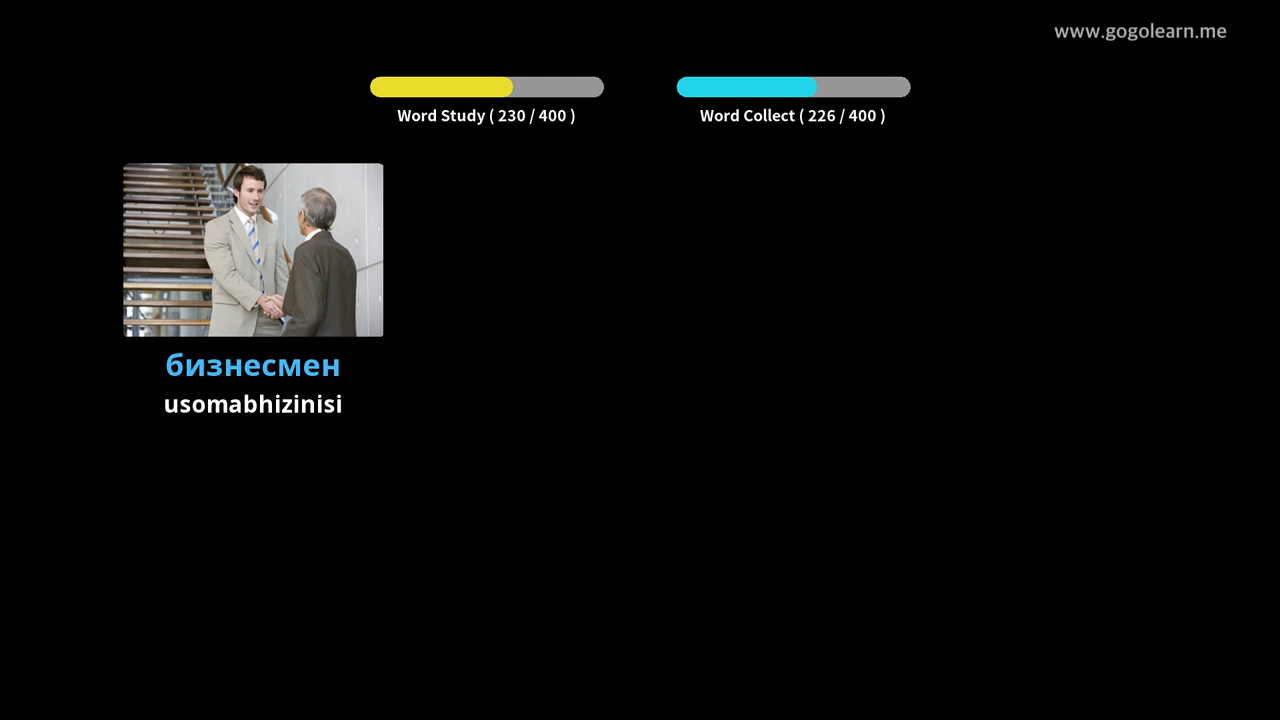 www.gogolearn.me
Word Study ( 230 / 400 )
Word Collect ( 226 / 400 )
бизнесмен
usomabhizinisi